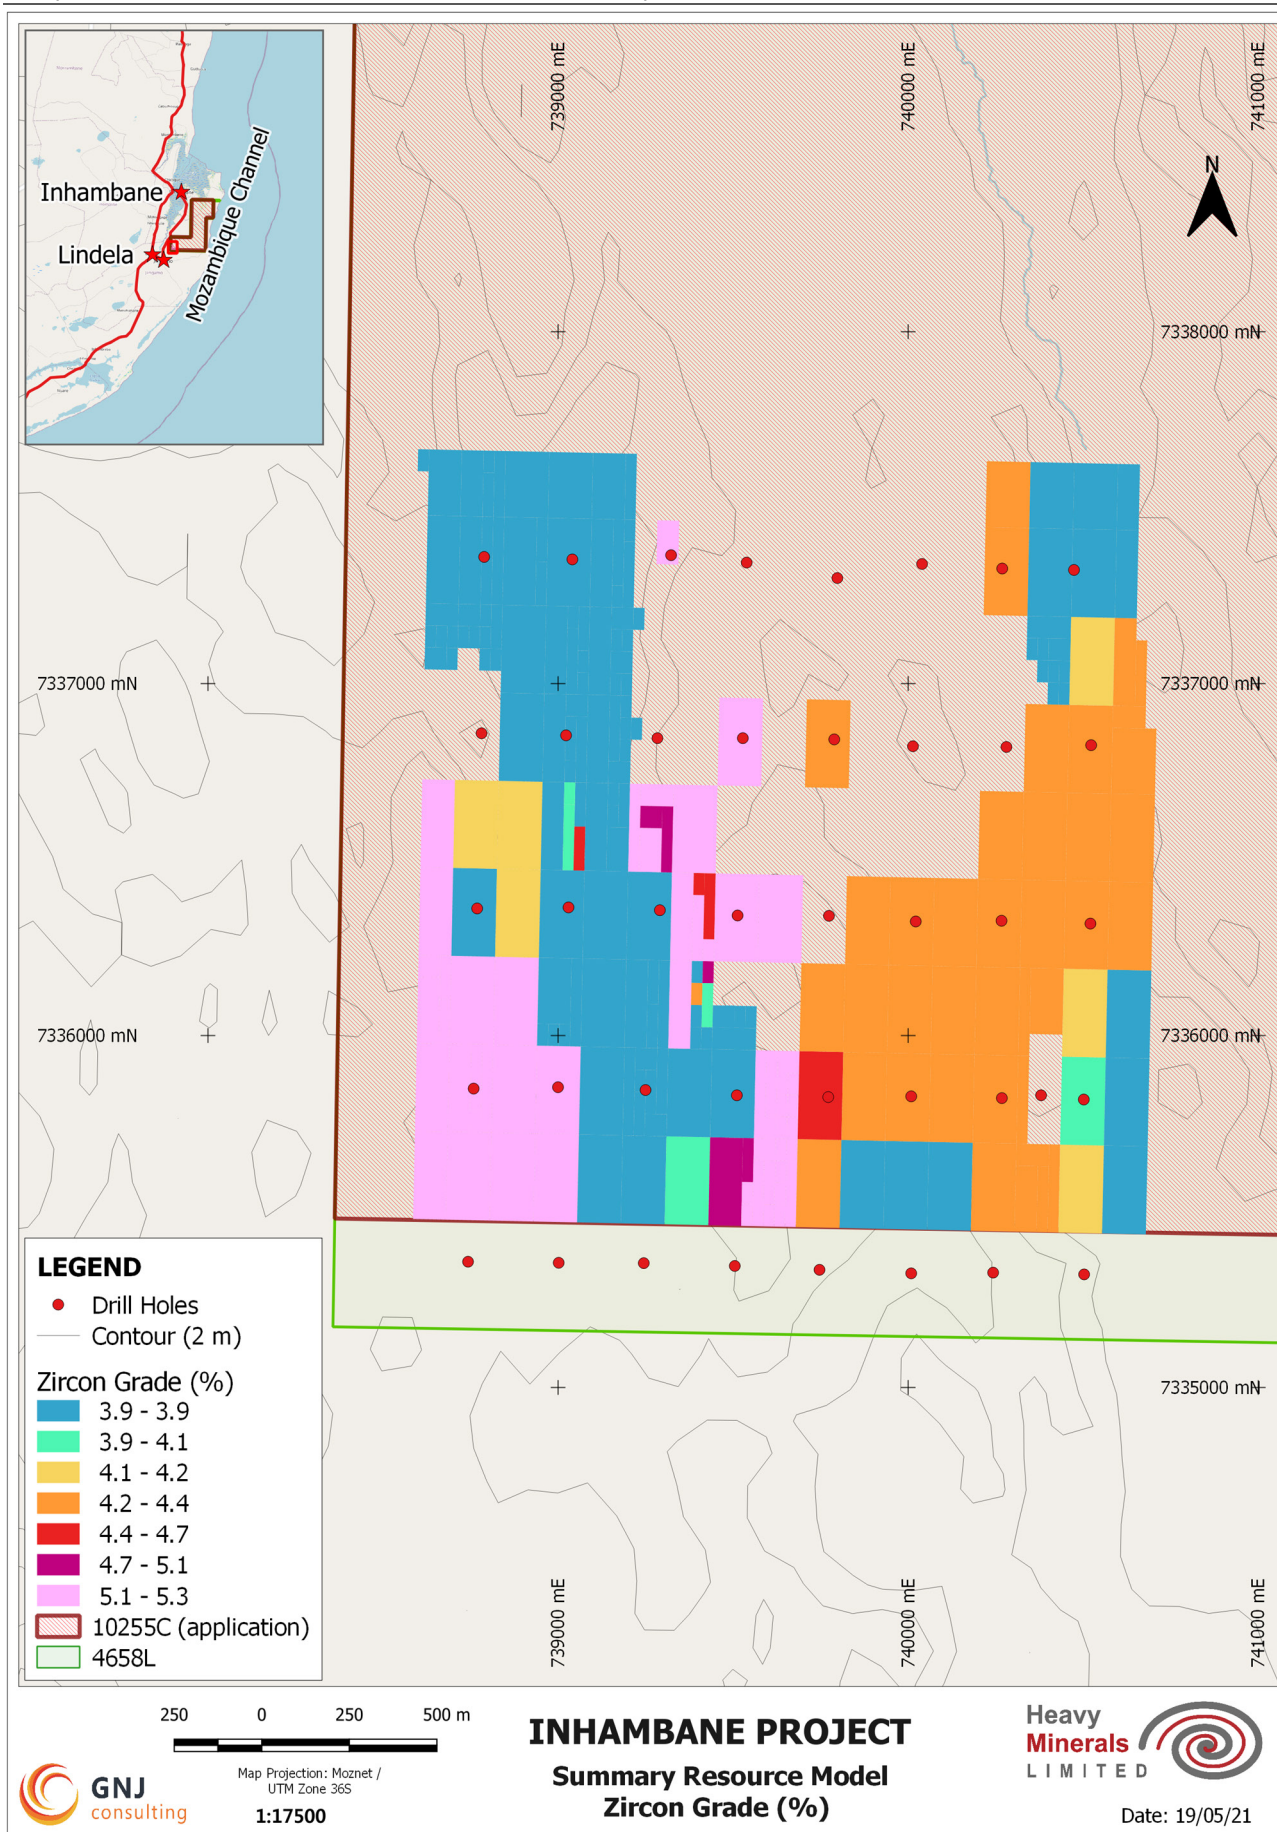 739000 mE
740000 mE
741000 mE
N
Inhambane
Lindela
Mozambique Channel
7338000 mN
7337000 mN
7337000 mN
7336000 mN
7336000 mN
7335000 mN
LEGEND
Drill Holes
Contour (2 m)
Zircon Grade (%)
3.9 - 3.9
3.9 - 4.1
4.1 - 4.2
4.2 - 4.4
4.4 - 4.7
4.7 - 5.1
5.1 - 5.3
10255C (application)
4658L
739000 mE
740000 mE
741000 mE
250 0 250 500 m
Map Projection: Moznet /
UTM Zone 36S
1:17500
GNJ
consulting
INHAMBANE PROJECT
Summary Resource Model
Zircon Grade (%)
Heavy
Minerals
LIMITED
Date: 19/05/21